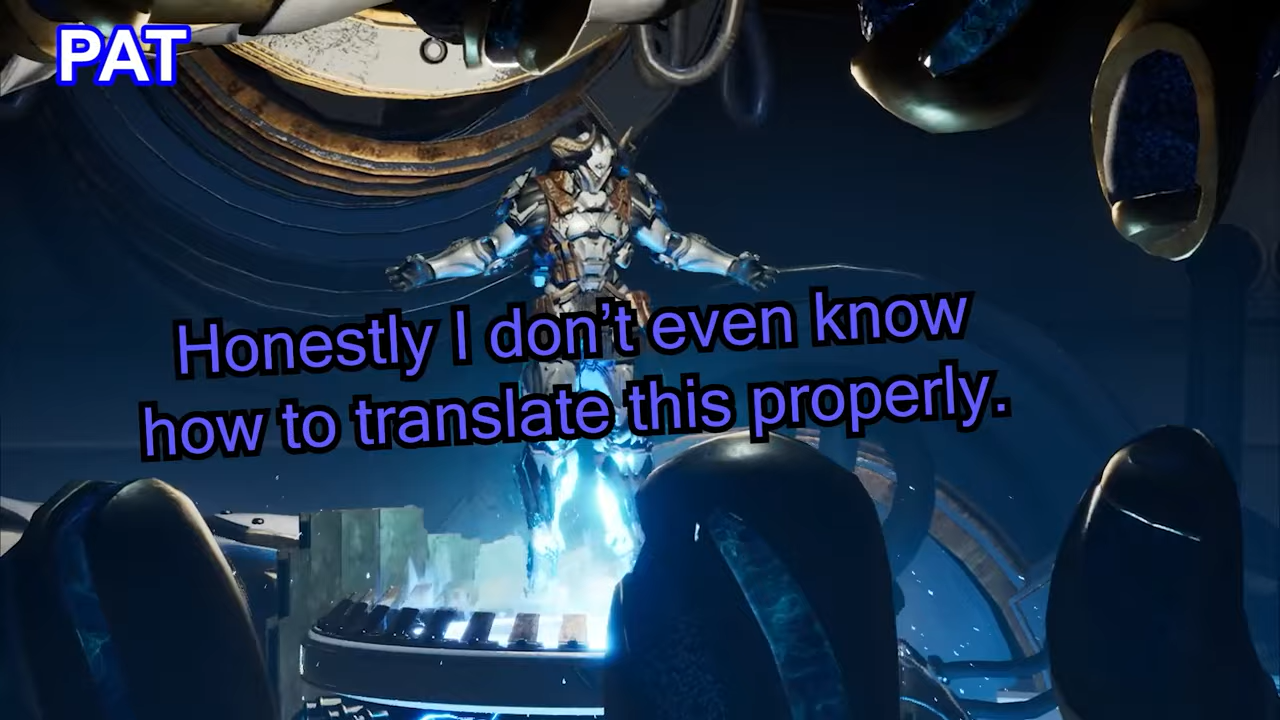 PAT
Honestly I don’t even know
how to translate this properly.